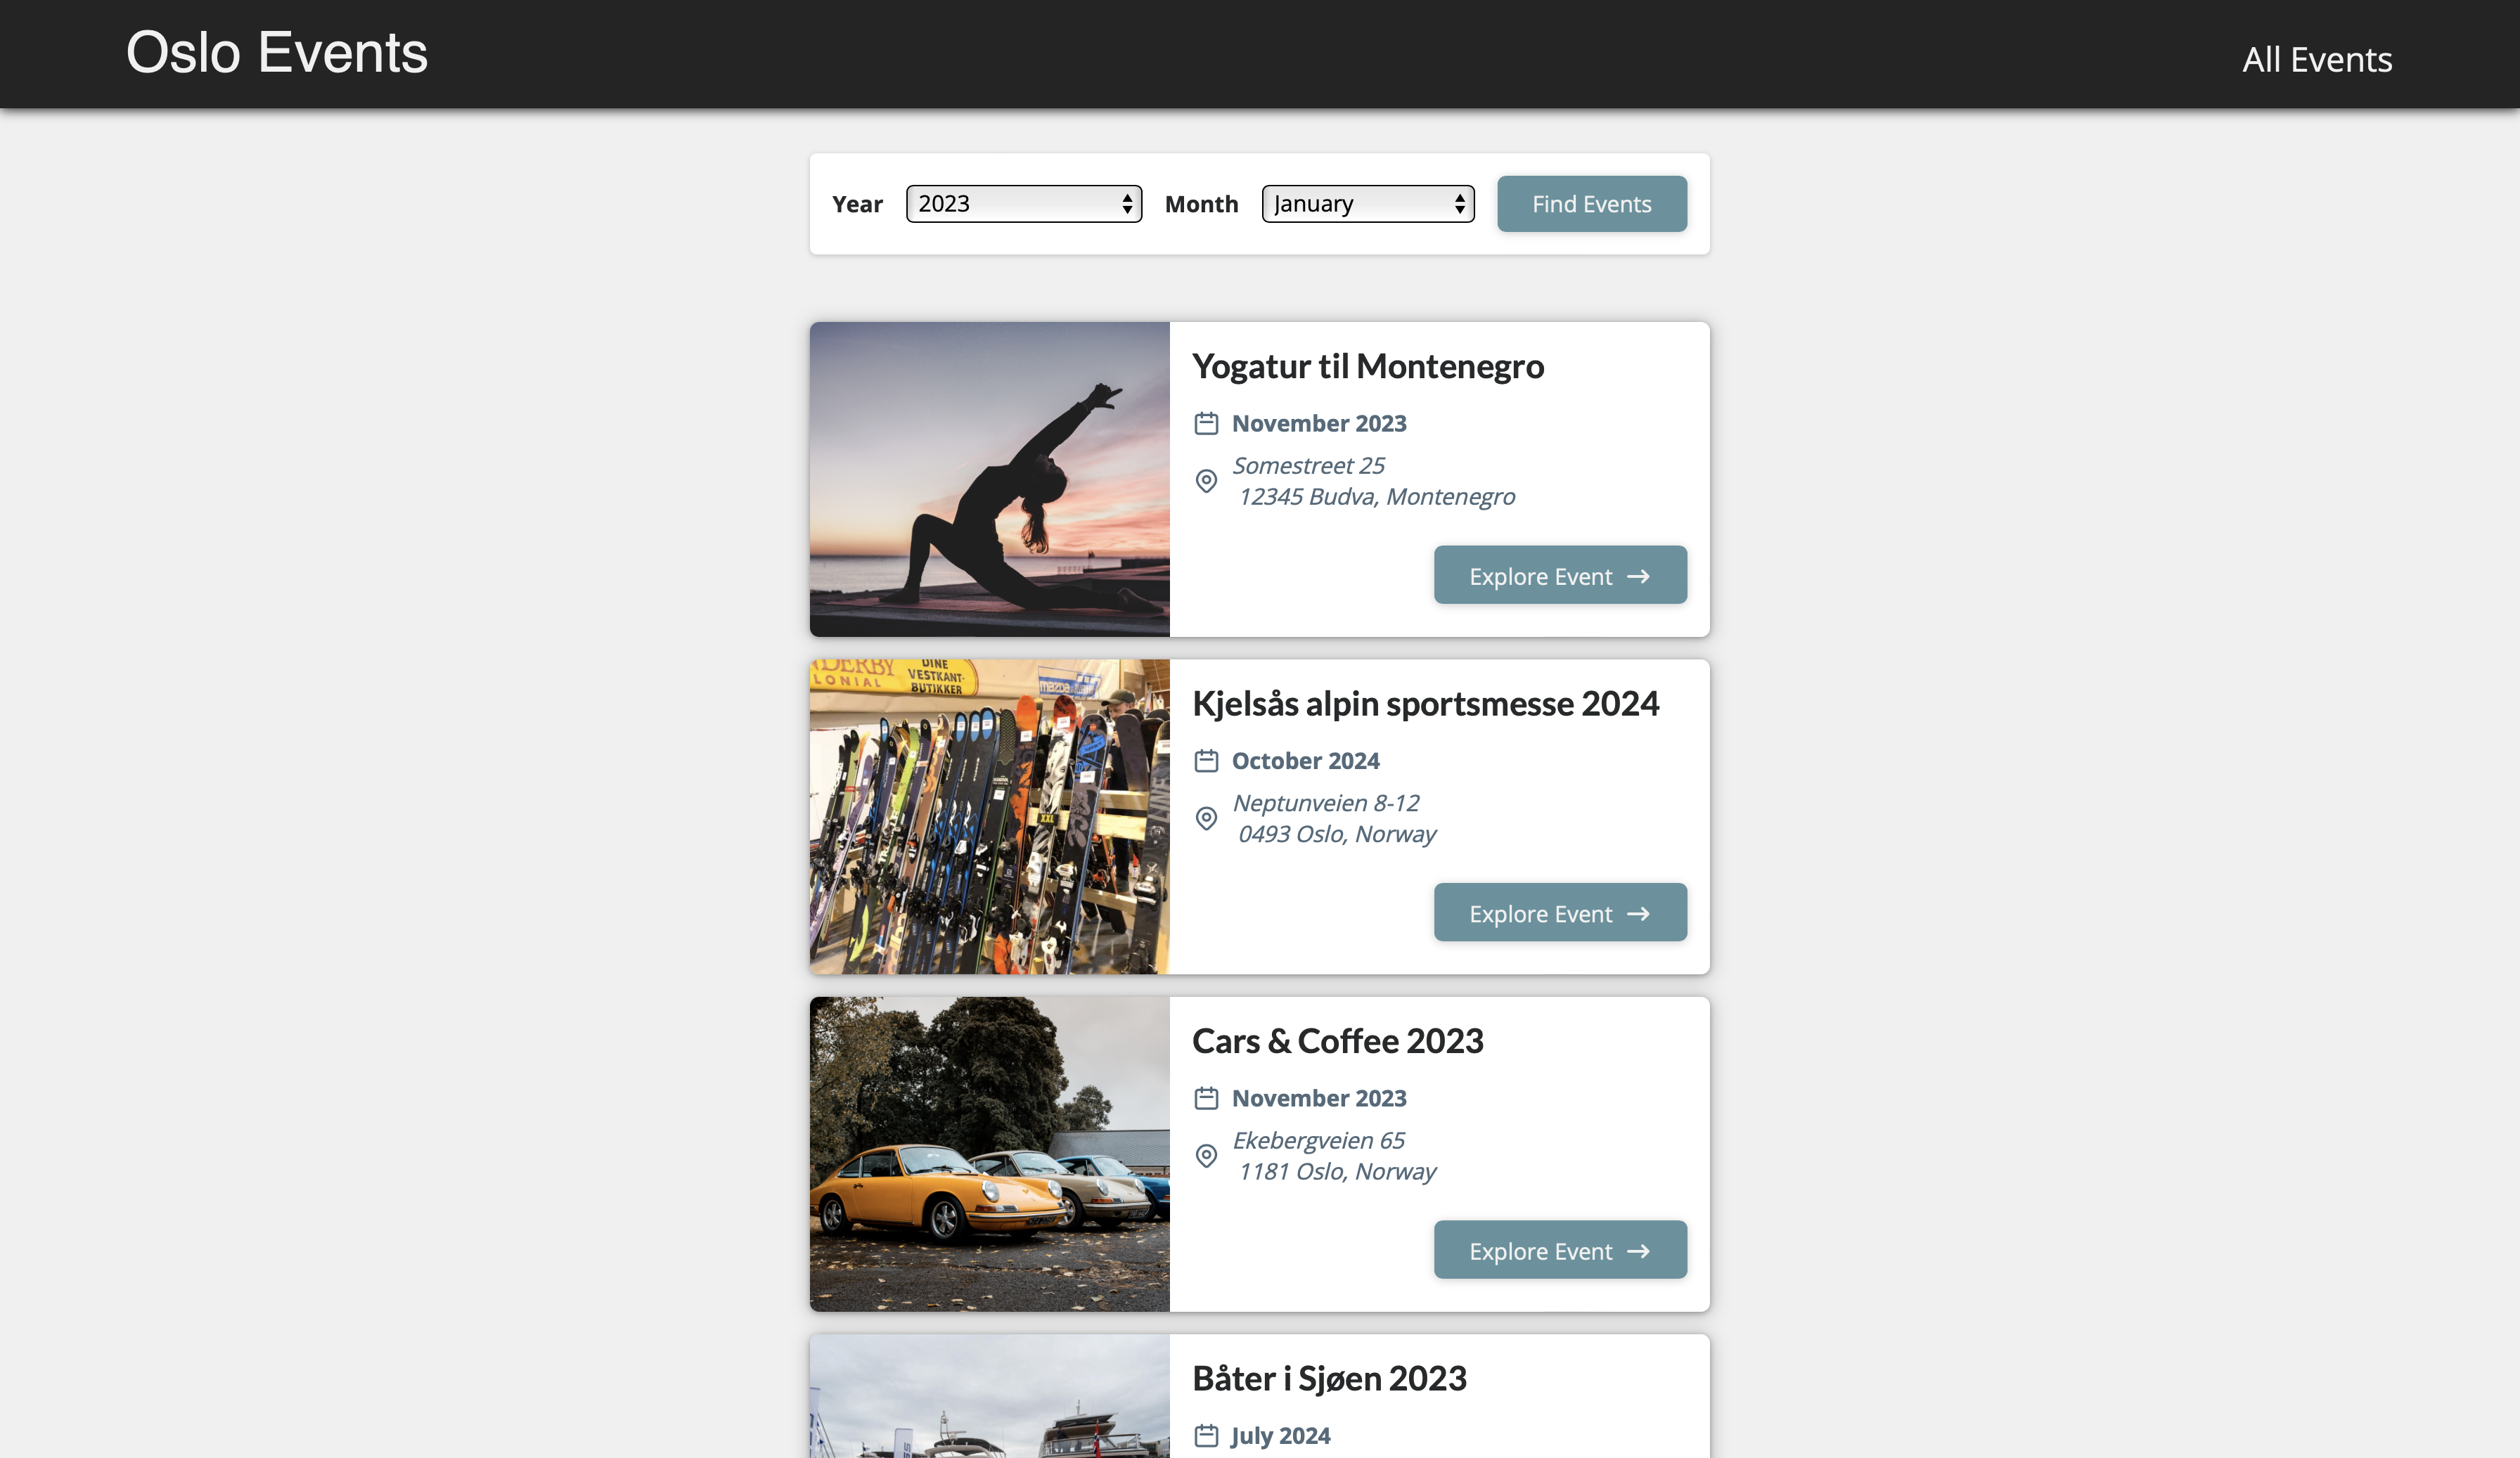 Oslo Events
All Events
Year
2023
Month
January
Find Events
Yogatur til Montenegro
November 2023
Somestreet 25
12345 Budva, Montenegro
Explore Event
DINE
VESTKANT-
BUTIKKER
LONIAL
mazda
XXL
Kjelsås alpin sportsmesse 2024
October 2024
Neptunveien 8-12
0493 Oslo, Norway
Explore Event
Cars & Coffee 2023
November 2023
Ekebergveien 65
1181 Oslo, Norway
Explore Event
Båter i Sjøen 2023
July 2024